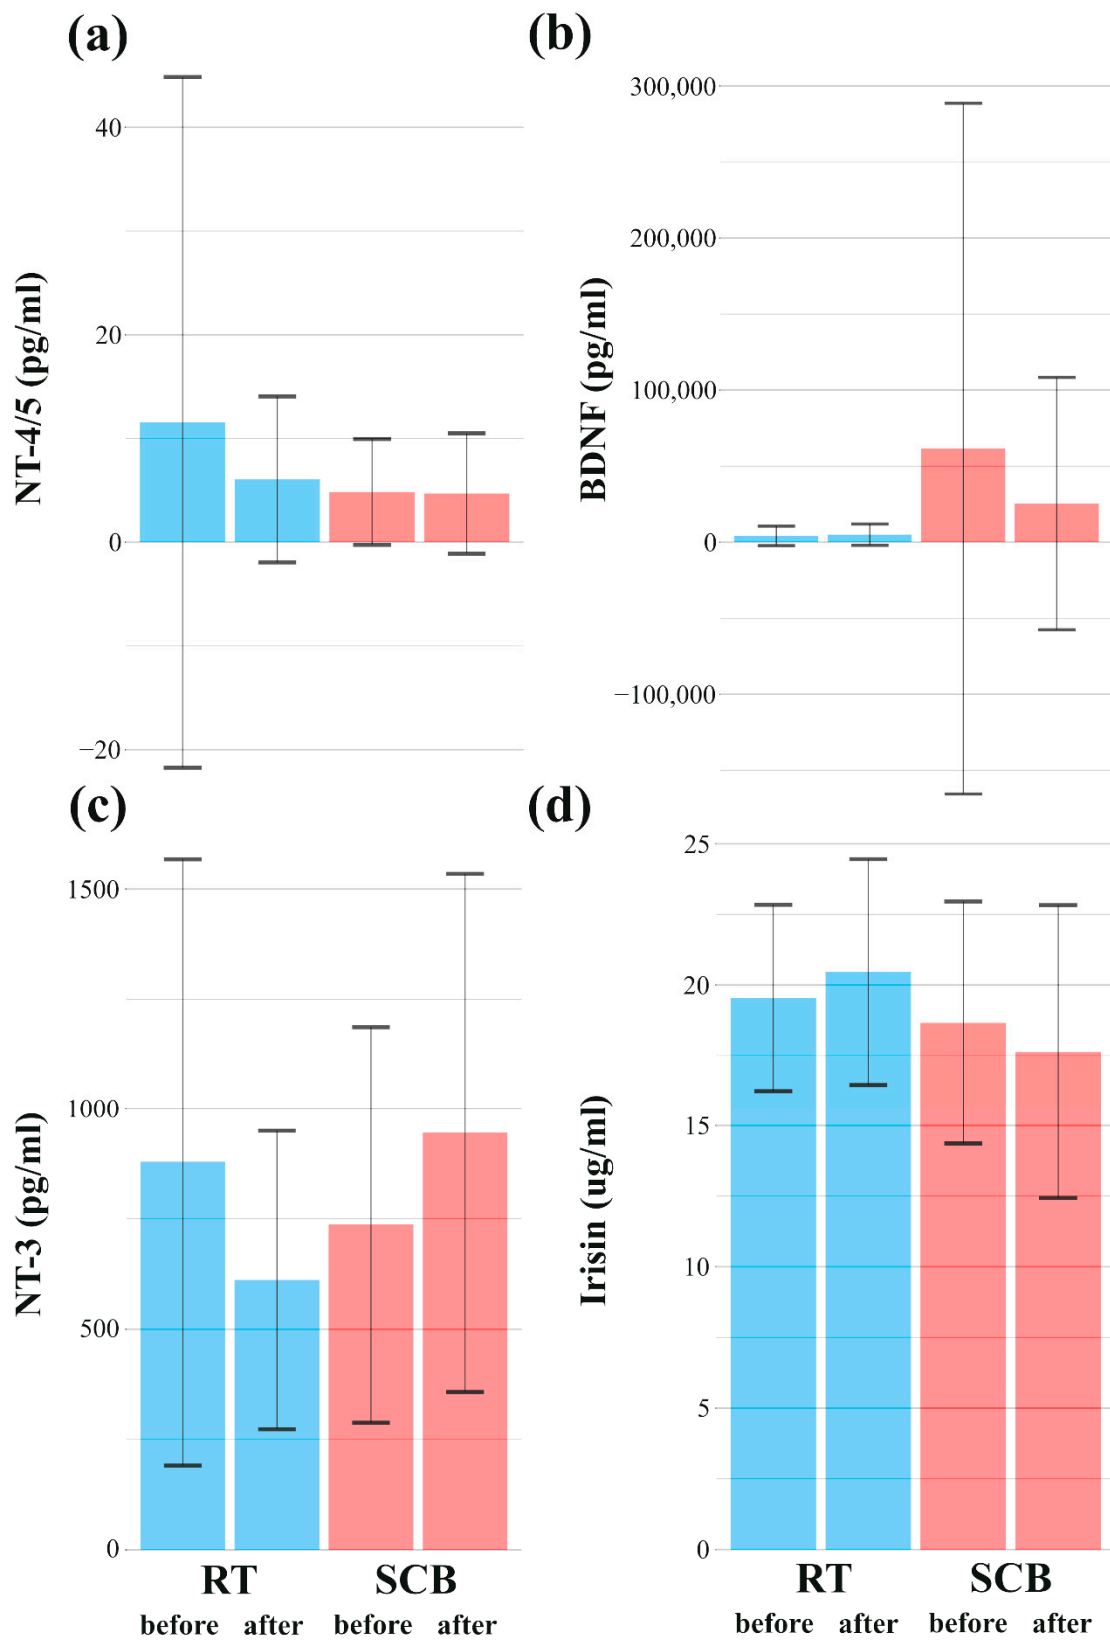 (a)
NT-4/5 (pg/ml)
40
20
0
−20
(b)
BDNF (pg/ml)
300,000
200,000
100,000
0
−100,000
(c)
NT-3 (pg/ml)
1500
1000
500
0
RT SCB
before after before after
(d)
Irisin (ug/ml)
25
20
15
10
5
0
RT SCB
before after before after